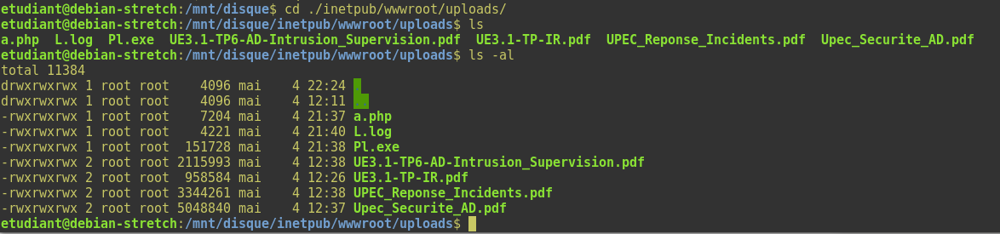 etudiant@debian-stretch:/mnt/disque$ cd ./inetpub/wwwroot/uploads/
etudiant@debian-stretch:/mnt/disque/inetpub/wwwroot/uploads$ ls
a.php  L.log  Pl.exe  UE3.1-TP6-AD-Intrusion_Supervision.pdf  UE3.1-TP-IR.pdf  UPEC_Reponse_Incidents.pdf  Upec_Securite_AD.pdf
etudiant@debian-stretch:/mnt/disque/inetpub/wwwroot/uploads$ ls -al
total 11384
drwxrwxrwx 1 root root    4096 mai    4 22:24 .
drwxrwxrwx 1 root root    4096 mai    4 12:11 ..
-rwxrwxrwx 1 root root    7204 mai    4 21:37 a.php
-rwxrwxrwx 1 root root    4221 mai    4 21:40 L.log
-rwxrwxrwx 1 root root  151728 mai    4 21:38 Pl.exe
-rwxrwxrwx 2 root root 2115993 mai    4 12:38 UE3.1-TP6-AD-Intrusion_Supervision.pdf
-rwxrwxrwx 2 root root  958584 mai    4 12:26 UE3.1-TP-IR.pdf
-rwxrwxrwx 2 root root 3344261 mai    4 12:38 UPEC_Reponse_Incidents.pdf
-rwxrwxrwx 2 root root 5048840 mai    4 12:37 Upec_Securite_AD.pdf
etudiant@debian-stretch:/mnt/disque/inetpub/wwwroot/uploads$